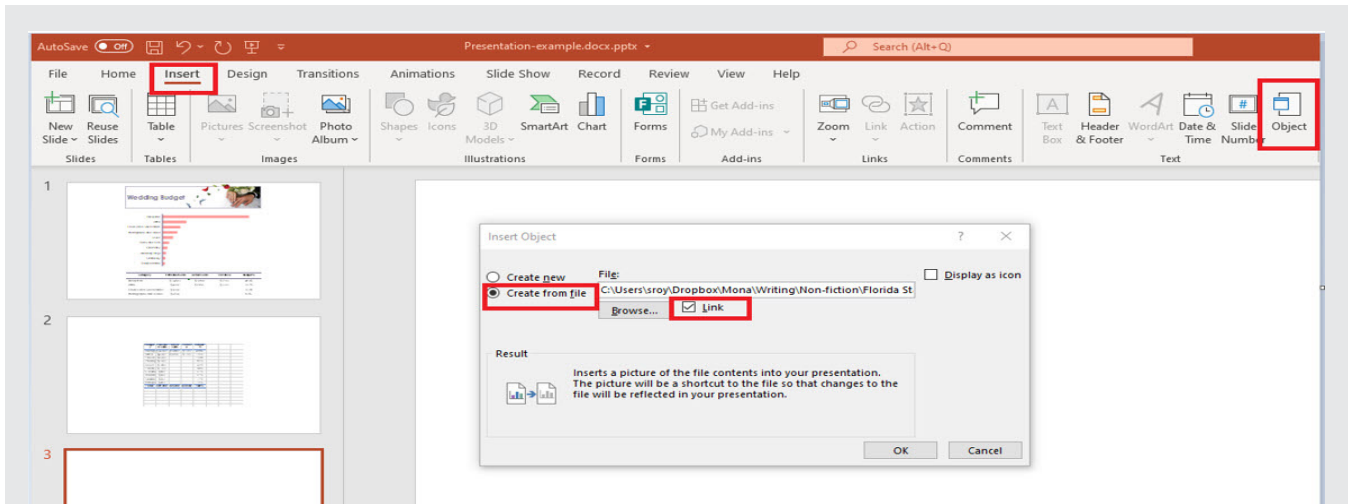 AutoSave Off Presentation-example.docx.pptx Search (Alt+Q)
File Home Insert Design Transitions Animations Slide Show Record Review View Help
New Slide Reuse Slides Table Pictures Screenshot Photo Album Shapes Icons 3D Models SmartArt Chart Forms Get Add-ins My Add-ins Zoom Link Action Comment Text Box Header & Footer WordArt Date & Time Slide Number Object
Slides Tables Images Illustrations Forms Add-ins Links Comments Text
1
Wedding Budget
2
3
Insert Object ? 
Create new
Create from file
File:
C:\Users\sroy\Dropbox\Mona\Writing\Non-fiction\Florida St
Browse... Link
Display as icon
Result
Inserts a picture of the file contents into your presentation.
The picture will be a shortcut to the file so that changes to the
file will be reflected in your presentation.
OK Cancel